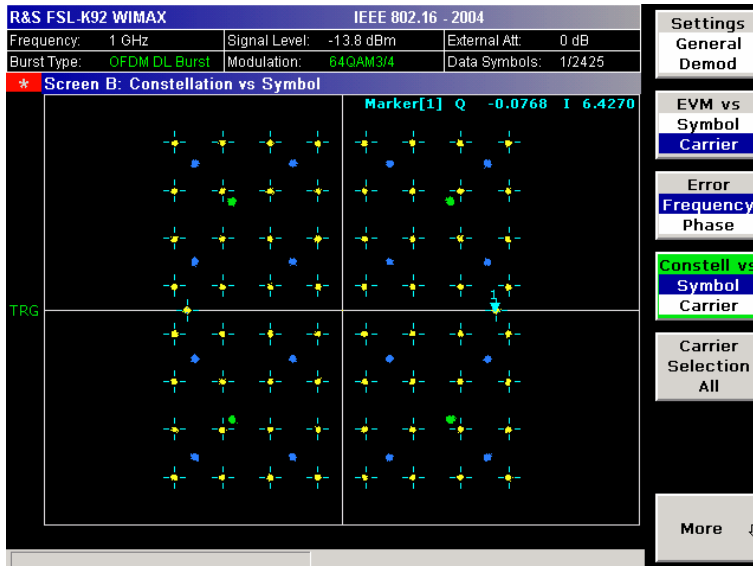 R&S FSL-K92 WIMAX IEEE 802.16 - 2004
Frequency: 1 GHz Signal Level: -13.8 dBm External Att: 0 dB
Burst Type: OFDM DL Burst Modulation: 64QAM3/4 Data Symbols: 1/2425
* Screen B: Constellation vs Symbol
Marker[1] Q -0.0768 I 6.4270
1
TRG
Settings
General
Demod
EVM vs
Symbol
Carrier
Error
Frequency
Phase
Constell vs
Symbol
Carrier
Carrier
Selection
All
More